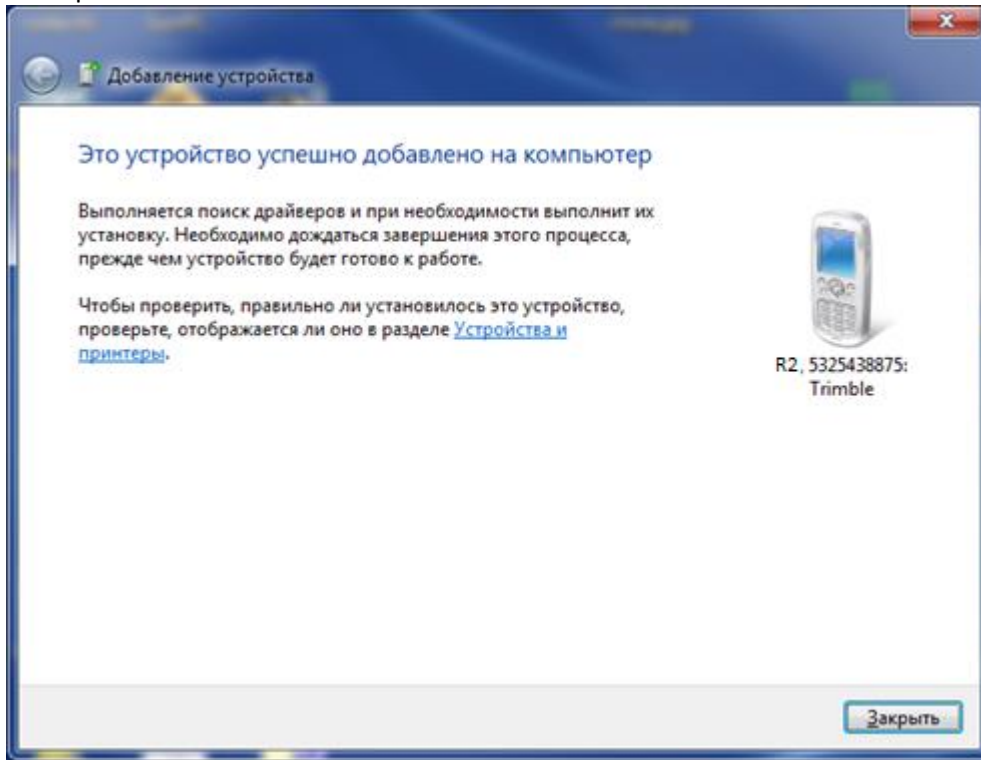 Добавление устройства
Это устройство успешно добавлено на компьютер
Выполняется поиск драйверов и при необходимости выполнит их
установку. Необходимо дождаться завершения этого процесса,
прежде чем устройство будет готово к работе.
Чтобы проверить, правильно ли установилось это устройство,
проверьте, отображается ли оно в разделе Устройства и
принтеры.
R2, 5325438875:
Trimble
Закрыть